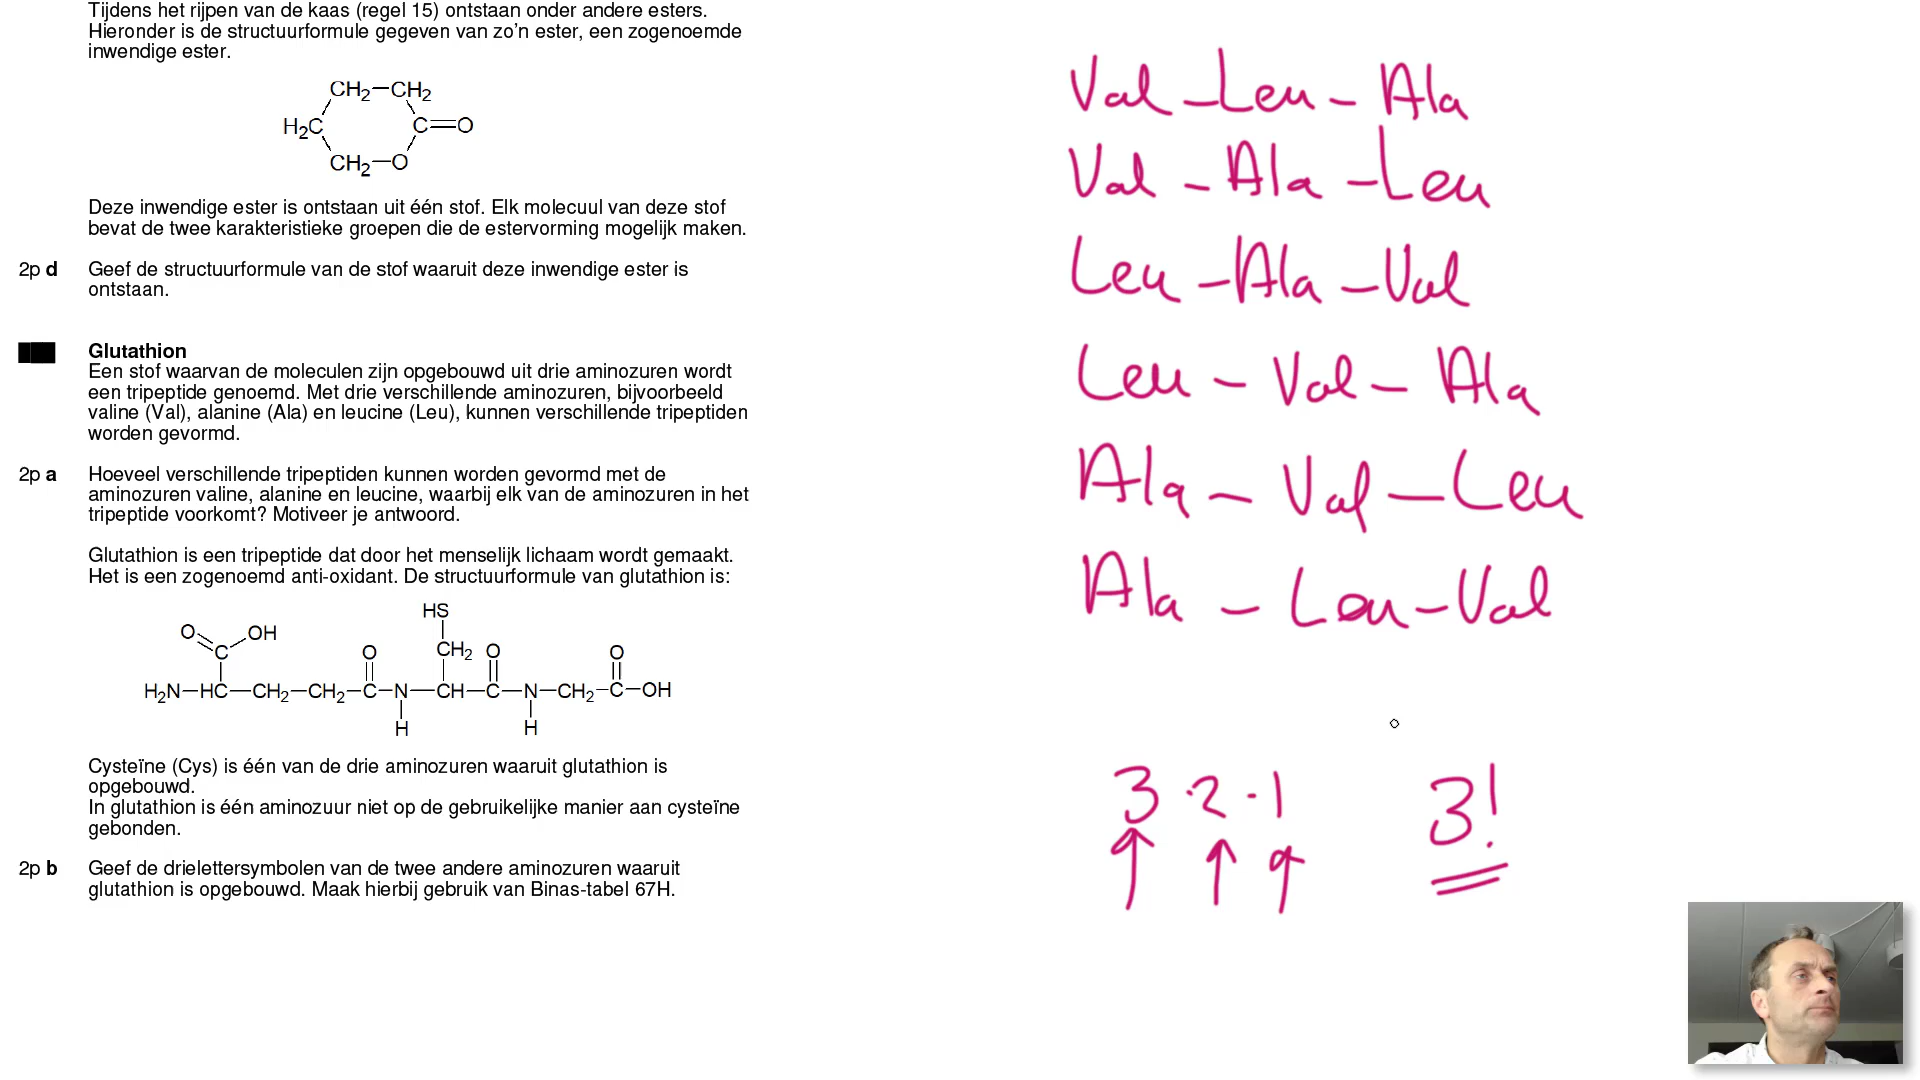 Tijdens het rijpen van de kaas (regel 15) ontstaan onder andere esters.
Hieronder is de structuurformule gegeven van zo'n ester, een zogenoemde
inwendige ester.
CH2—CH2
H2C C=O
CH2—O
Deze inwendige ester is ontstaan uit één stof. Elk molecuul van deze stof
bevat de twee karakteristieke groepen die de estervorming mogelijk maken.
2p d Geef de structuurformule van de stof waaruit deze inwendige ester is
ontstaan.
Glutathion
Een stof waarvan de moleculen zijn opgebouwd uit drie aminozuren wordt
een tripeptide genoemd. Met drie verschillende aminozuren, bijvoorbeeld
valine (Val), alanine (Ala) en leucine (Leu), kunnen verschillende tripeptiden
worden gevormd.
2p a Hoeveel verschillende tripeptiden kunnen worden gevormd met de
aminozuren valine, alanine en leucine, waarbij elk van de aminozuren in het
tripeptide voorkomt? Motiveer je antwoord.
Glutathion is een tripeptide dat door het menselijk lichaam wordt gemaakt.
Het is een zogenoemd anti-oxidant. De structuurformule van glutathion is:
HS
O OH
C O CH2 O O
H2N—HC—CH2—CH2—C—N—CH—C—N—CH2—C—OH
H H
Cysteïne (Cys) is één van de drie aminozuren waaruit glutathion is
opgebouwd.
In glutathion is één aminozuur niet op de gebruikelijke manier aan cysteïne
gebonden.
2p b Geef de drielettersymbolen van de twee andere aminozuren waaruit
glutathion is opgebouwd. Maak hierbij gebruik van Binas-tabel 67H.
Val - Leu - Ala
Val - Ala - Leu
Leu - Ala - Val
Leu - Val - Ala
Ala - Val - Leu
Ala - Leu - Val
3 · 2 · 1 3!